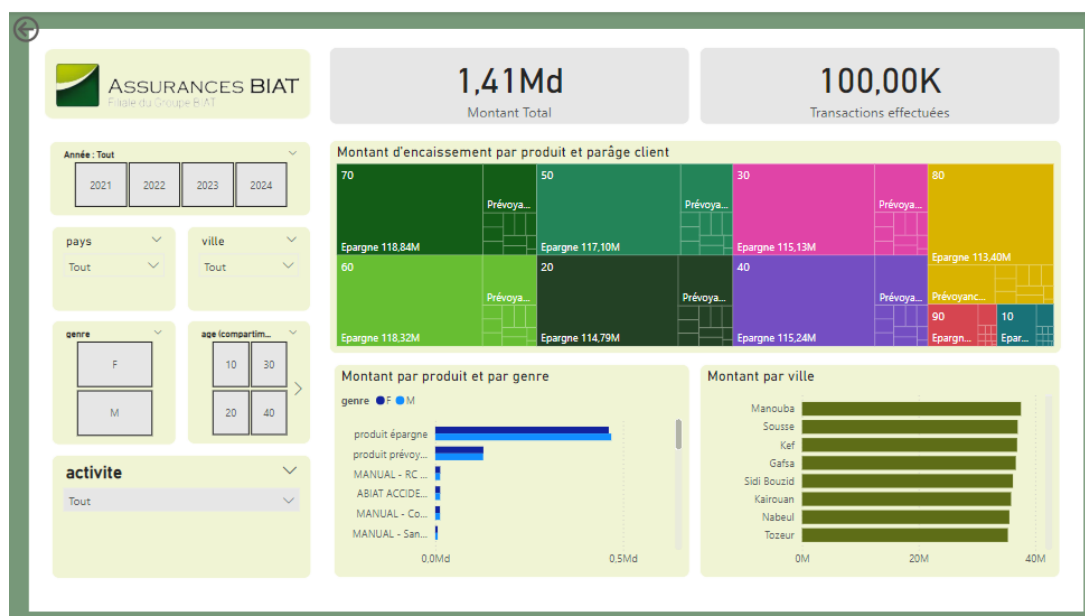 ASSURANCES BIAT
Filiale du Groupe BIAT
1,41Md
Montant Total
100,00K
Transactions effectuées
Année : Tout
2021
2022
2023
2024
pays
Tout
ville
Tout
genre
F
M
age (compartim...
10
30
20
40
activite
Tout
Montant d'encaissement par produit et parâge client
70
Prévoya...
Epargne 118,84M
50
Prévoya...
Epargne 117,10M
30
Prévoya...
Epargne 115,13M
80
Epargne 113,40M
Prévoyanc...
60
Prévoya...
Epargne 118,32M
20
Prévoya...
Epargne 114,79M
40
Prévoya...
Epargne 115,24M
90
Epargn...
10
Epar...
Montant par produit et par genre
genre F M
produit épargne
produit prévoy...
MANUAL - RC ...
ABIAT ACCIDE...
MANUAL - Co...
MANUAL - San...
0,0Md
0,5Md
Montant par ville
Manouba
Sousse
Kef
Gafsa
Sidi Bouzid
Kairouan
Nabeul
Tozeur
0M
20M
40M